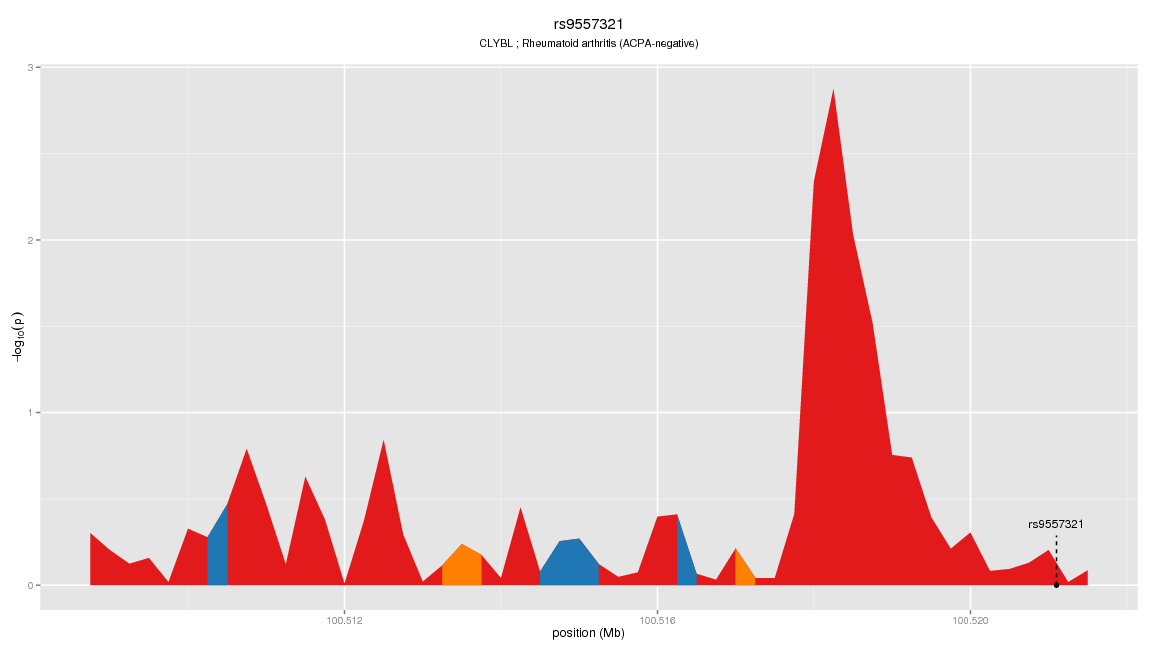 rs9557321
CLYBL ; Rheumatoid arthritis (ACPA-negative)
3
2
1
0
−log10(p)
rs9557321
100.512
100.516
100.520
position (Mb)